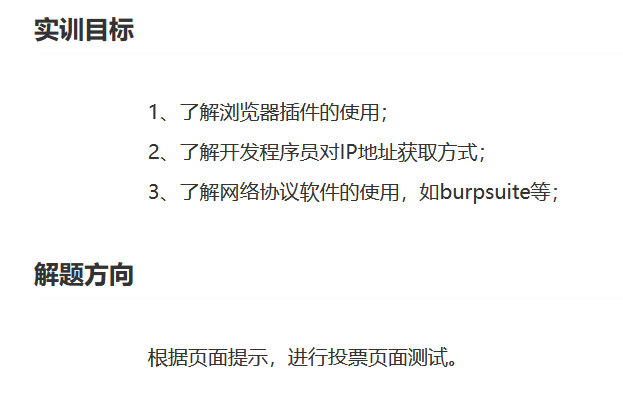 实训目标
1、了解浏览器插件的使用；
2、了解开发程序员对IP地址获取方式；
3、了解网络协议软件的使用，如burpsuite等；
解题方向
根据页面提示，进行投票页面测试。